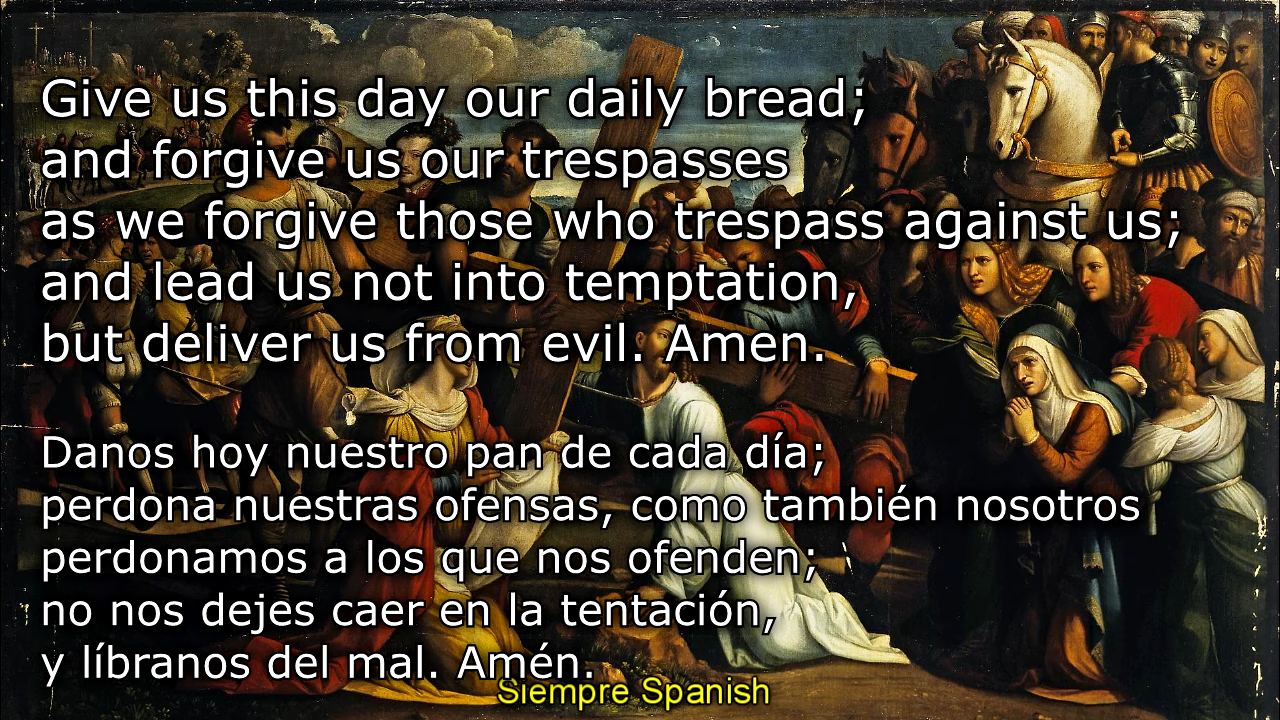 Give us this day our daily bread;
and forgive us our trespasses
as we forgive those who trespass against us;
and lead us not into temptation,
but deliver us from evil. Amen.
Danos hoy nuestro pan de cada día;
perdona nuestras ofensas, como también nosotros
perdonamos a los que nos ofenden;
no nos dejes caer en la tentación,
y líbranos del mal. Amén.
Siempre Spanish